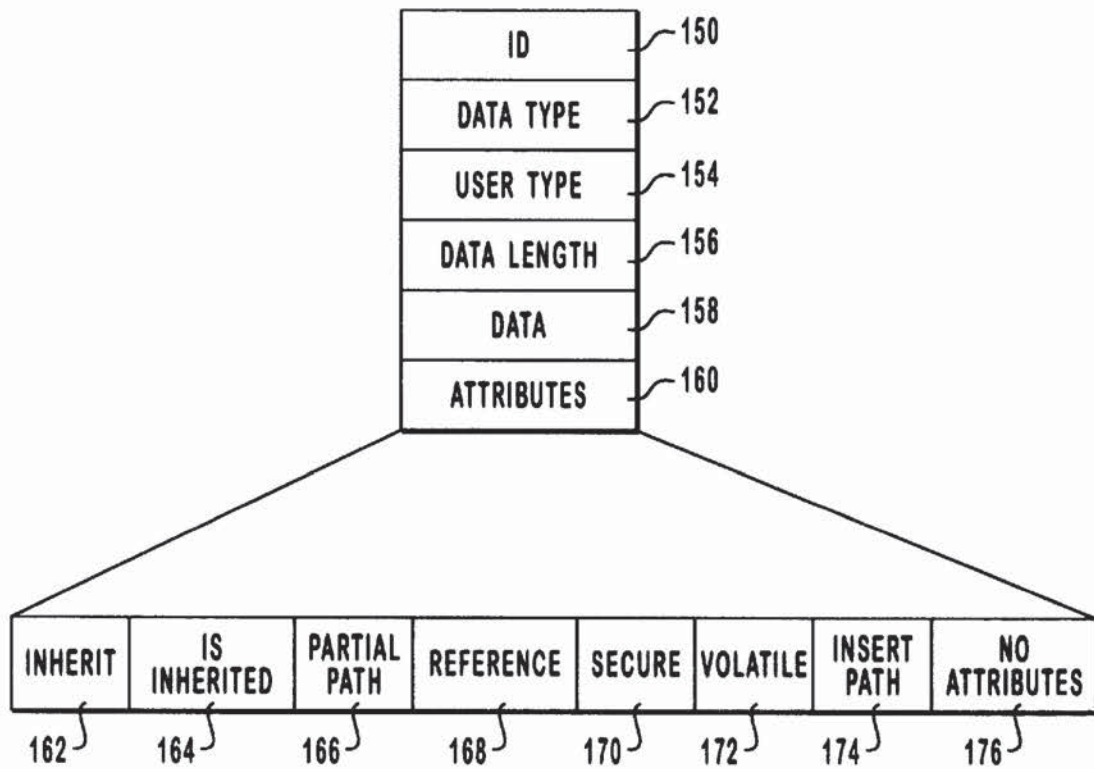 ID
150
DATA TYPE
152
USER TYPE
154
DATA LENGTH
156
DATA
158
ATTRIBUTES
160
INHERIT
IS
INHERITED
PARTIAL
PATH
REFERENCE
SECURE
VOLATILE
INSERT
PATH
NO
ATTRIBUTES
162
164
166
168
170
172
174
176